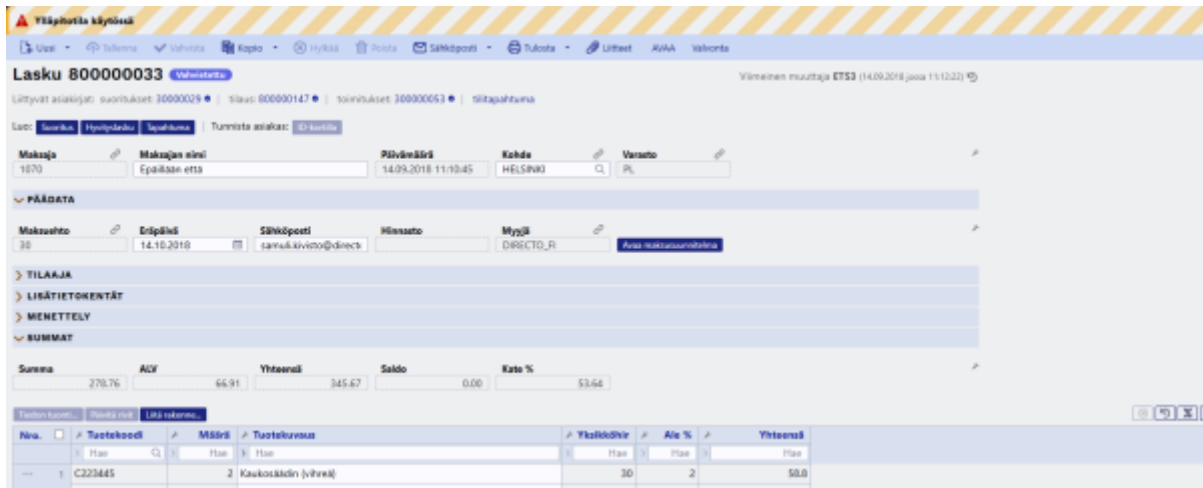 Ylläpitotila käytössä
Uusi Tallenna Vahvista Kopio Hylkää Poista Sähköposti Tulosta Liitteet AVAA Valvonta
Lasku 800000033 Vahvistettu
Viimeinen muuttaja ETS3 (14.09.2018 jaoa 11:12:22)
Liittyvät asiakirjat: suoritukset 30000029 | tilaus: 800000147 | toimitukset: 300000053 | tilitapahtuma
Luo: Suoritus Hyvityslasku Tapahtuma | Tunnista asiakas: ID-kortilla
Maksaja Maksajan nimi Päivämäärä Kohde Varasto
1070 Epäillään että 14.09.2018 11:10:45 HELSINKI PL
PÄÄDATA
Maksuehto Eräpäivä Sähköposti Hinnasto Myyjä
30 14.10.2018 samuli.kivisto@direct DIRECTO_FI Avaa maksusuunnitelma
TILAAJA
LISÄTIETOKENTÄT
MENETTELY
SUMMAT
Summa ALV Yhteensä Saldo Kate %
278.76 66.91 345.67 0.00 53.64
Tiedon tuonti... Päivitä rivit Liitä rakenne...
Nro. Tuotekoodi Määrä Tuotekuvaus Yksikköhir Ale % Yhteensä
Hae Hae Hae Hae Hae Hae
1 C223445 2 Kaukosäädin (vihreä) 30 2 58.8